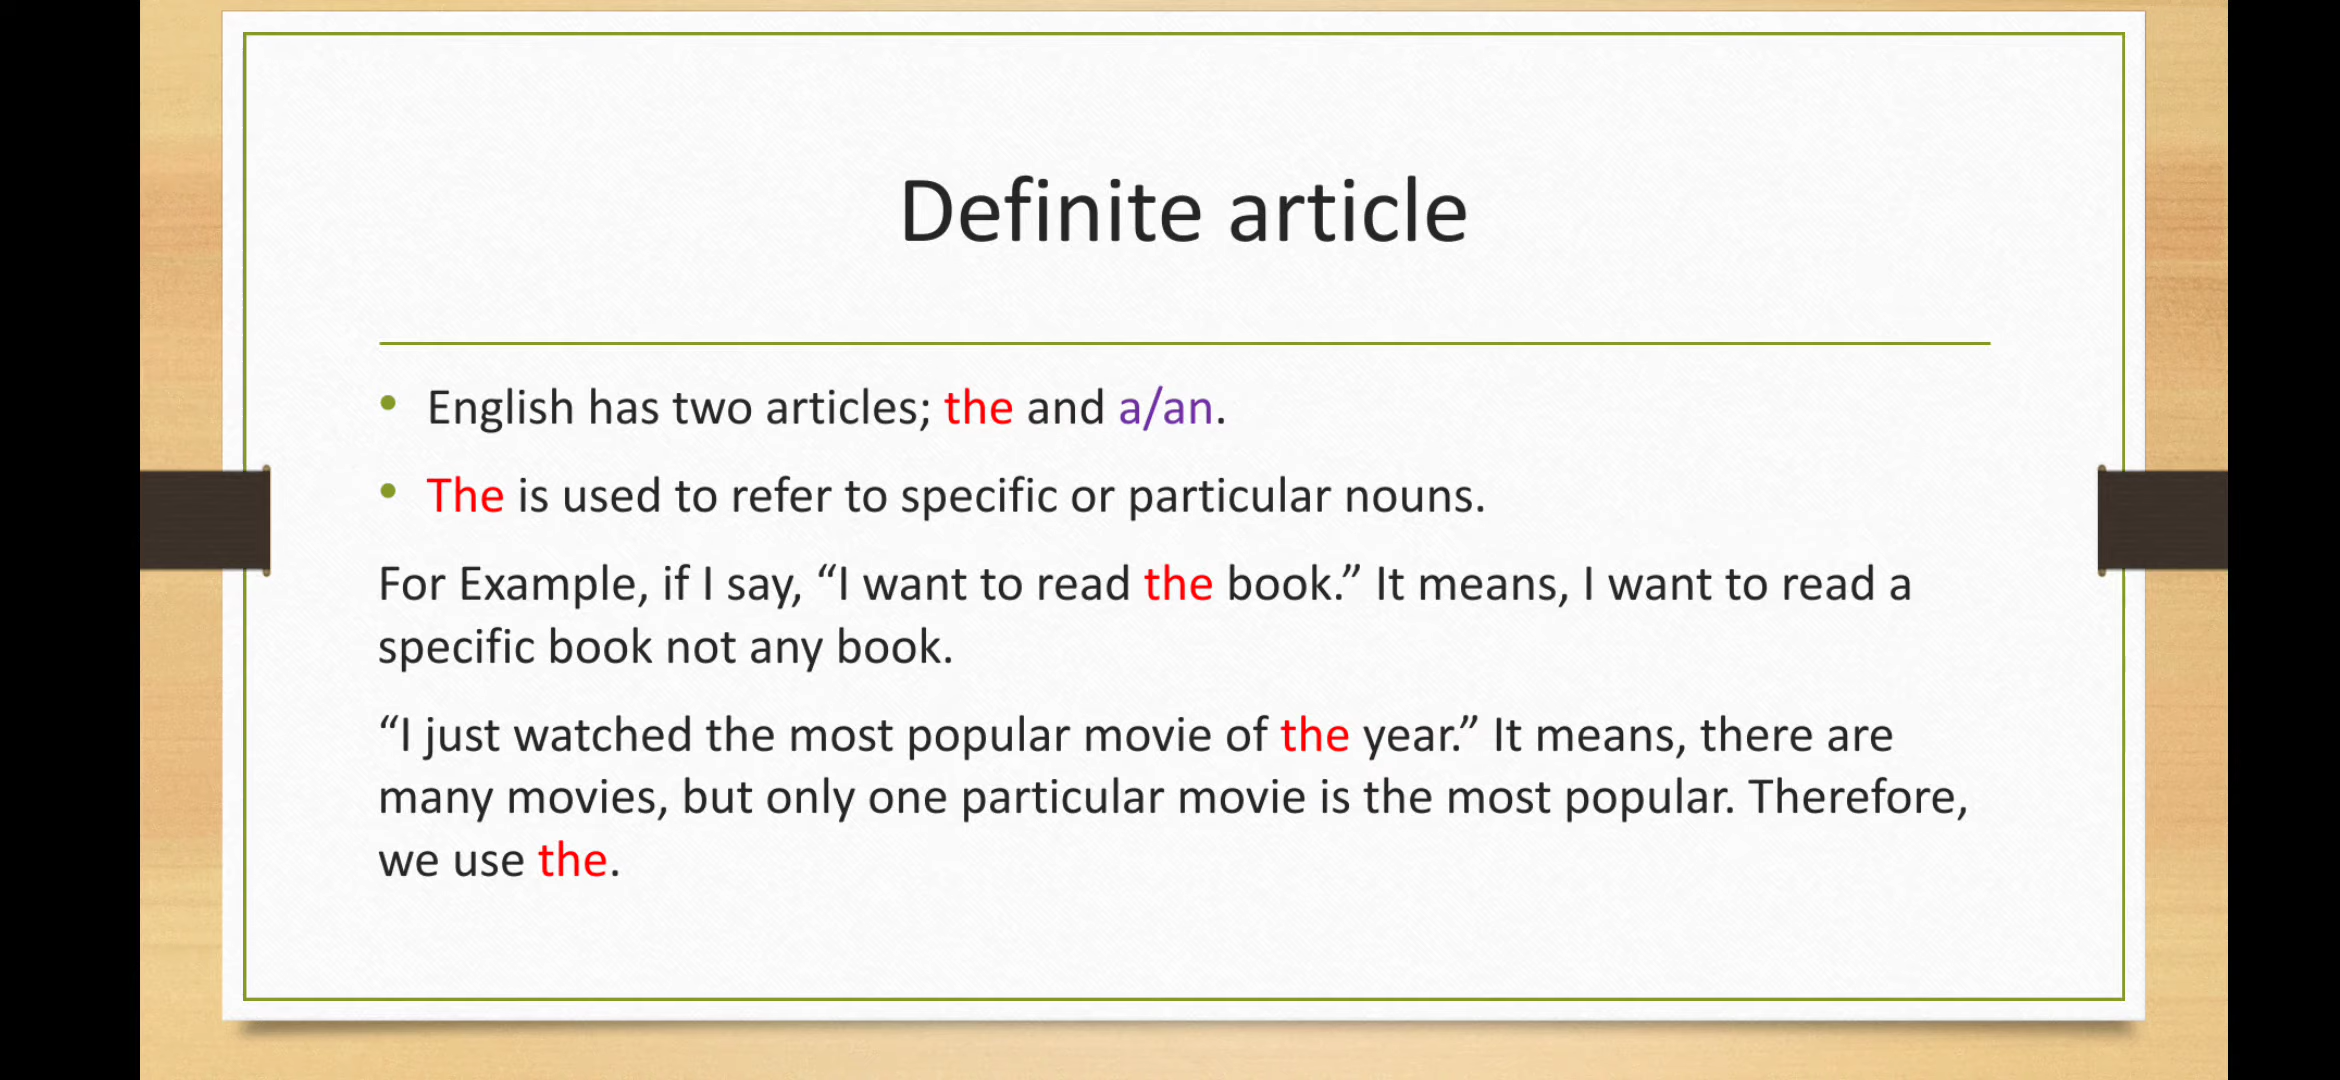 Definite article
• English has two articles; the and a/an.
• The is used to refer to specific or particular nouns.
For Example, if I say, “I want to read the book.” It means, I want to read a
specific book not any book.
“I just watched the most popular movie of the year.” It means, there are
many movies, but only one particular movie is the most popular. Therefore,
we use the.